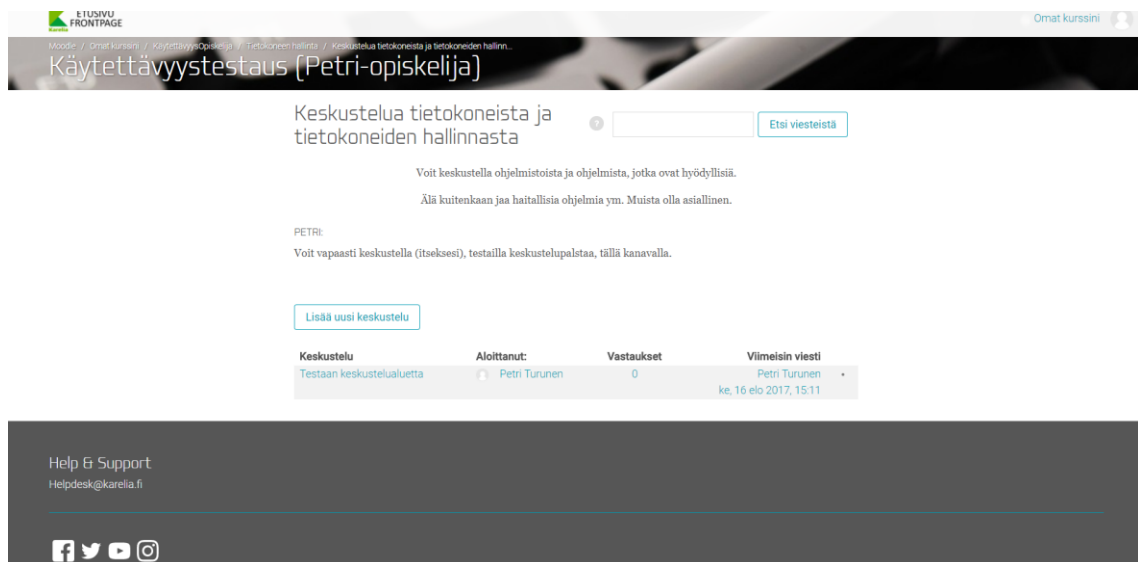 ETUSIVU
FRONTPAGE
Karelia
Omat kurssini
Moodle / Omat kurssini / KäytettävyysOpiskelija / Tietokoneen hallinta / Keskustelua tietokoneista ja tietokoneiden hallinn...
Käytettävyystestaus (Petri-opiskelija)
Keskustelua tietokoneista ja
tietokoneiden hallinnasta
?
Etsi viesteistä
Voit keskustella ohjelmistoista ja ohjelmista, jotka ovat hyödyllisiä.
Älä kuitenkaan jaa haitallisia ohjelmia ym. Muista olla asiallinen.
PETRI:
Voit vapaasti keskustella (itseksesi), testailla keskustelupalstaa, tällä kanavalla.
Lisää uusi keskustelu
Keskustelu Aloittanut: Vastaukset Viimeisin viesti
Testaan keskustelualuetta Petri Turunen 0 Petri Turunen
ke, 16 elo 2017, 15:11
Help & Support
Helpdesk@karelia.fi